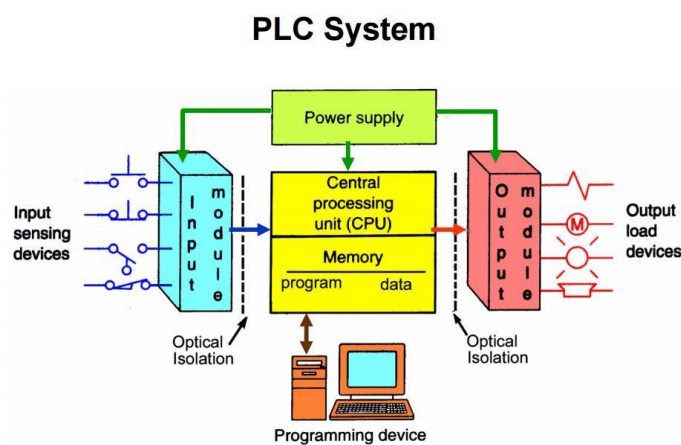 PLC System
Power supply
Input
module
Central
processing
unit (CPU)
Memory
program data
Output
module
Input
sensing
devices
M
Output
load
devices
Optical
Isolation
Optical
Isolation
Programming device